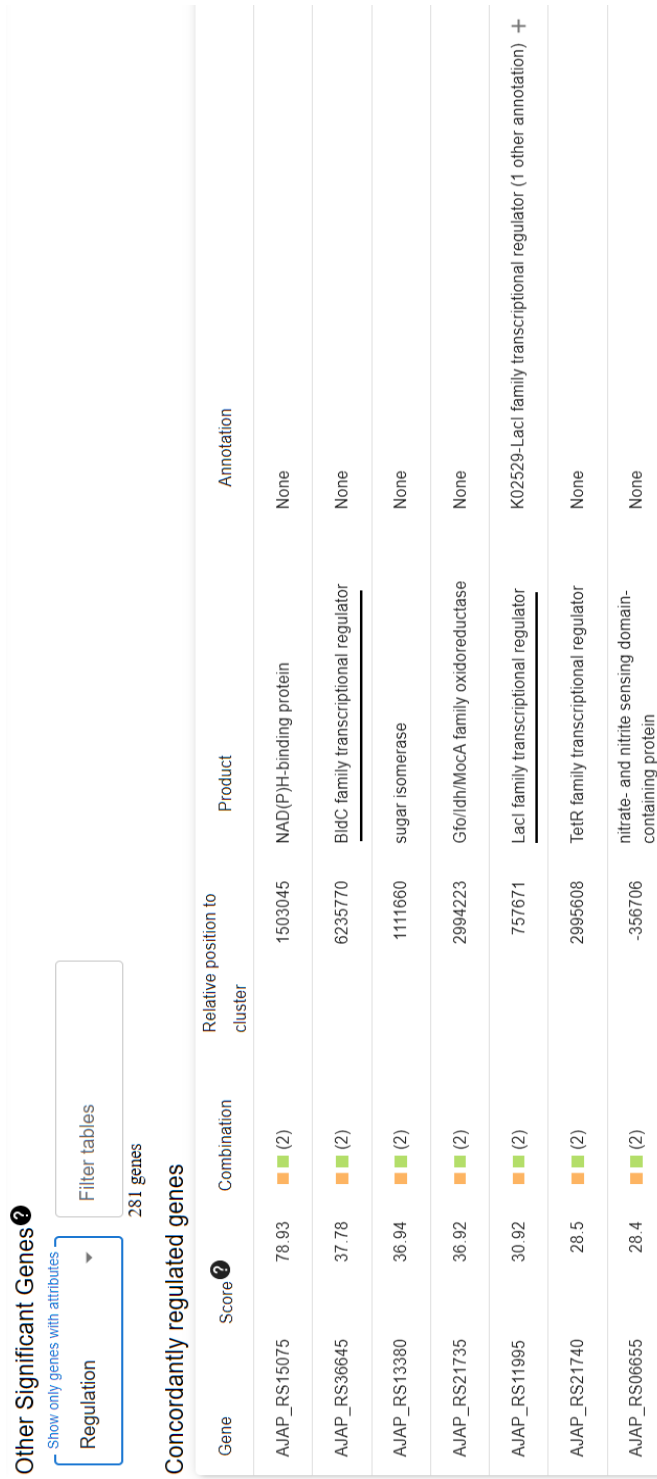 Other Significant Genes?
Show only genes with attributes
Regulation
Filter tables
281 genes
Concordantly regulated genes
Gene Score ? Combination Relative position to cluster Product Annotation
AJAP_RS15075 78.93 (2) 1503045 NAD(P)H-binding protein None
AJAP_RS36645 37.78 (2) 6235770 BldC family transcriptional regulator None
AJAP_RS13380 36.94 (2) 1111660 sugar isomerase None
AJAP_RS21735 36.92 (2) 2994223 Gfo/Idh/MocA family oxidoreductase None
AJAP_RS11995 30.92 (2) 757671 LacI family transcriptional regulator K02529-LacI family transcriptional regulator (1 other annotation) +
AJAP_RS21740 28.5 (2) 2995608 TetR family transcriptional regulator None
AJAP_RS06655 28.4 (2) -356706 nitrate- and nitrite sensing domain-containing protein None